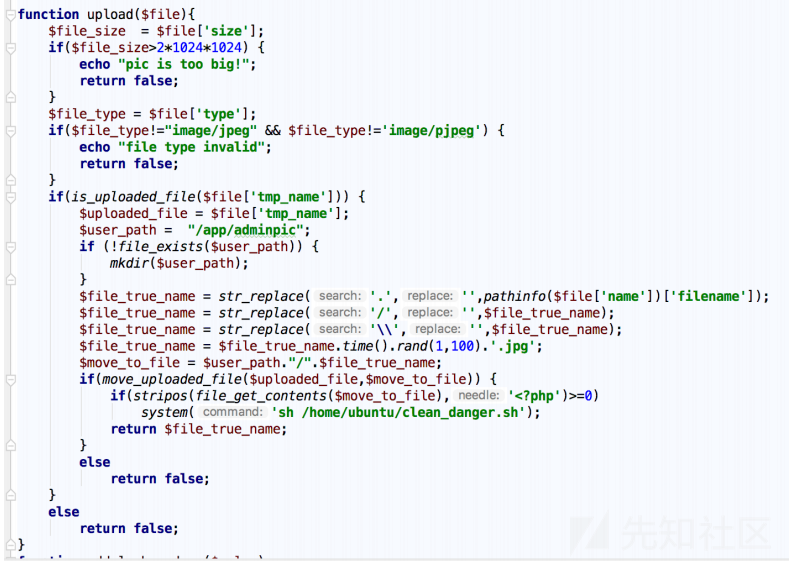 function upload($file){
    $file_size  = $file['size'];
    if($file_size>2*1024*1024) {
        echo "pic is too big!";
        return false;
    }
    $file_type = $file['type'];
    if($file_type!="image/jpeg" && $file_type!='image/pjpeg') {
        echo "file type invalid";
        return false;
    }
    if(is_uploaded_file($file['tmp_name'])) {
        $uploaded_file = $file['tmp_name'];
        $user_path =  "/app/adminpic";
        if (!file_exists($user_path)) {
            mkdir($user_path);
        }
        $file_true_name = str_replace( search: '.', replace: '',pathinfo($file['name'])['filename']);
        $file_true_name = str_replace( search: '/', replace: '',$file_true_name);
        $file_true_name = str_replace( search: '\\', replace: '',$file_true_name);
        $file_true_name = $file_true_name.time().rand(1,100).'.jpg';
        $move_to_file = $user_path."/".$file_true_name;
        if(move_uploaded_file($uploaded_file,$move_to_file)) {
            if(stripos(file_get_contents($move_to_file), needle: '<?php')>=0)
                system( command: 'sh /home/ubuntu/clean_danger.sh');
            return $file_true_name;
        }
        else
            return false;
    }
    else
        return false;
}
先知社区